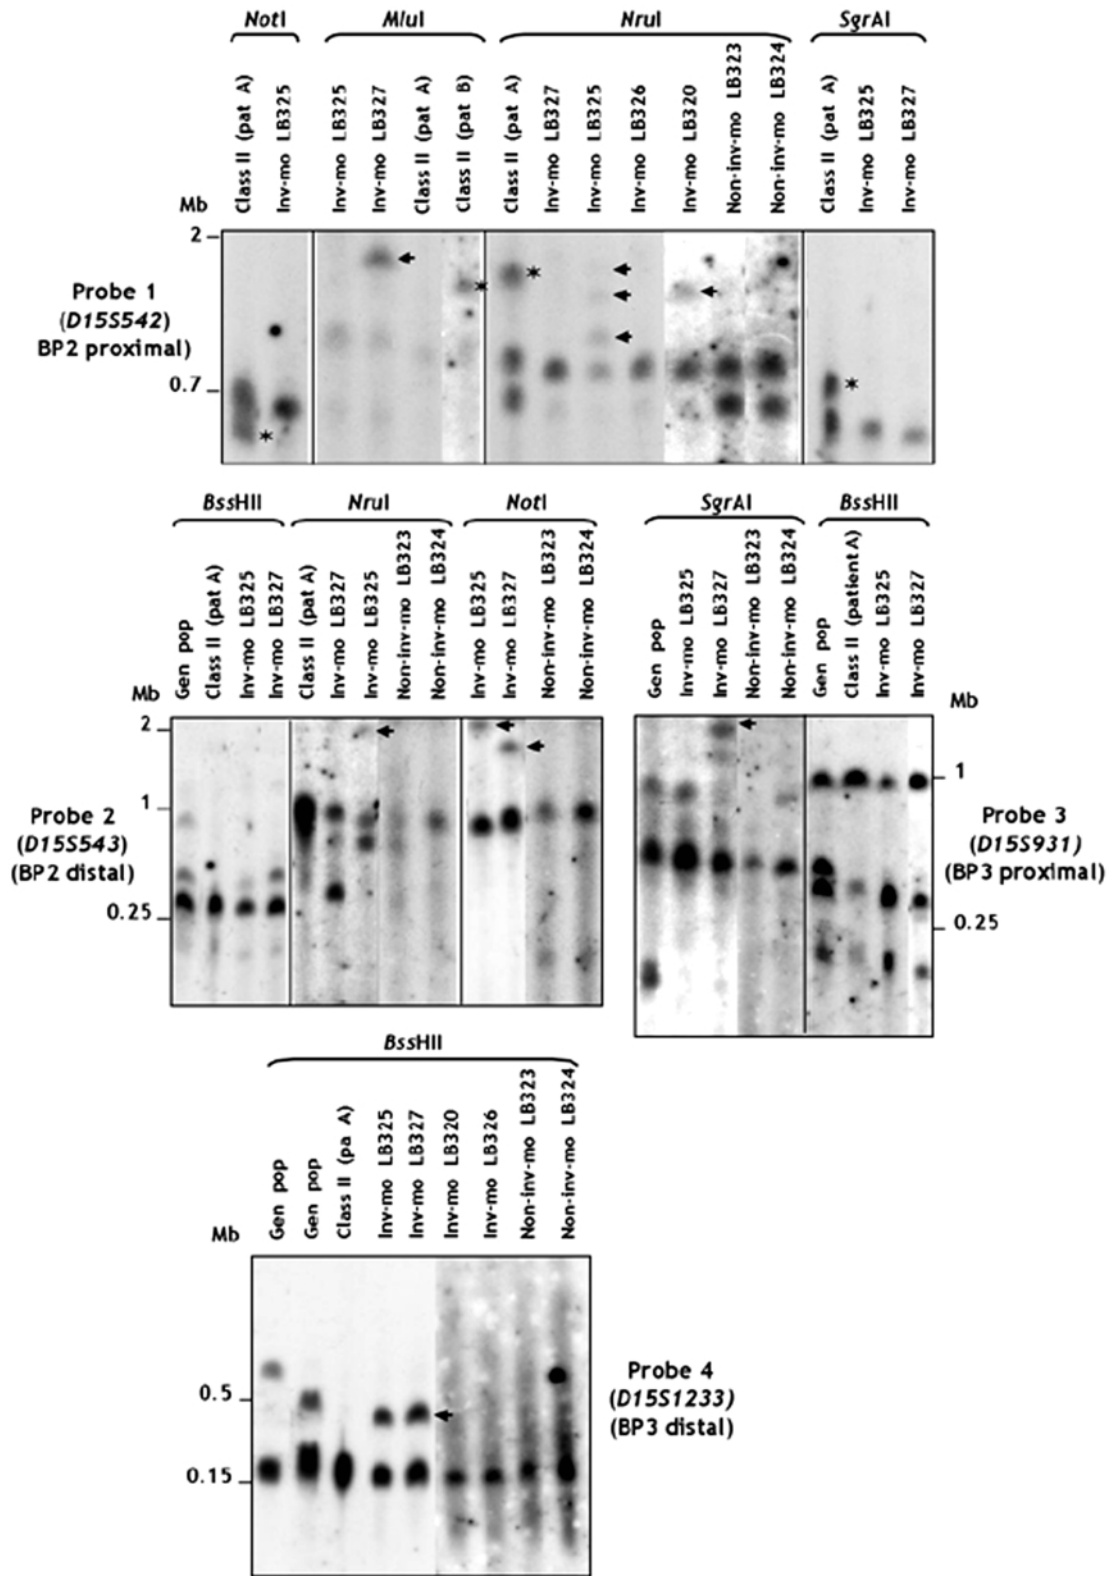 NotI MluI NruI SgrAI
Class II (pat A)
Inv-mo LB325
Inv-mo LB325
Inv-mo LB327
Class II (pat A)
Class II (pat B)
Class II (pat A)
Inv-mo LB327
Inv-mo LB325
Inv-mo LB326
Inv-mo LB320
Non-inv-mo LB323
Non-inv-mo LB324
Class II (pat A)
Inv-mo LB325
Inv-mo LB327
Mb
2
0.7
Probe 1
(D15S542)
BP2 proximal)
BssHII NruI NotI
Gen pop
Class II (pat A)
Inv-mo LB325
Inv-mo LB327
Class II (pat A)
Inv-mo LB327
Inv-mo LB325
Non-inv-mo LB323
Non-inv-mo LB324
Inv-mo LB325
Inv-mo LB327
Non-inv-mo LB323
Non-inv-mo LB324
Mb
2
1
0.25
Probe 2
(D15S543)
(BP2 distal)
SgrAI BssHII
Gen pop
Inv-mo LB325
Inv-mo LB327
Non-inv-mo LB323
Non-inv-mo LB324
Gen pop
Class II (patient A)
Inv-mo LB325
Inv-mo LB327
Mb
1
0.25
Probe 3
(D15S931)
(BP3 proximal)
BssHII
Gen pop
Gen pop
Class II (pa A)
Inv-mo LB325
Inv-mo LB327
Inv-mo LB320
Inv-mo LB326
Non-inv-mo LB323
Non-inv-mo LB324
Mb
0.5
0.15
Probe 4
(D15S1233)
(BP3 distal)